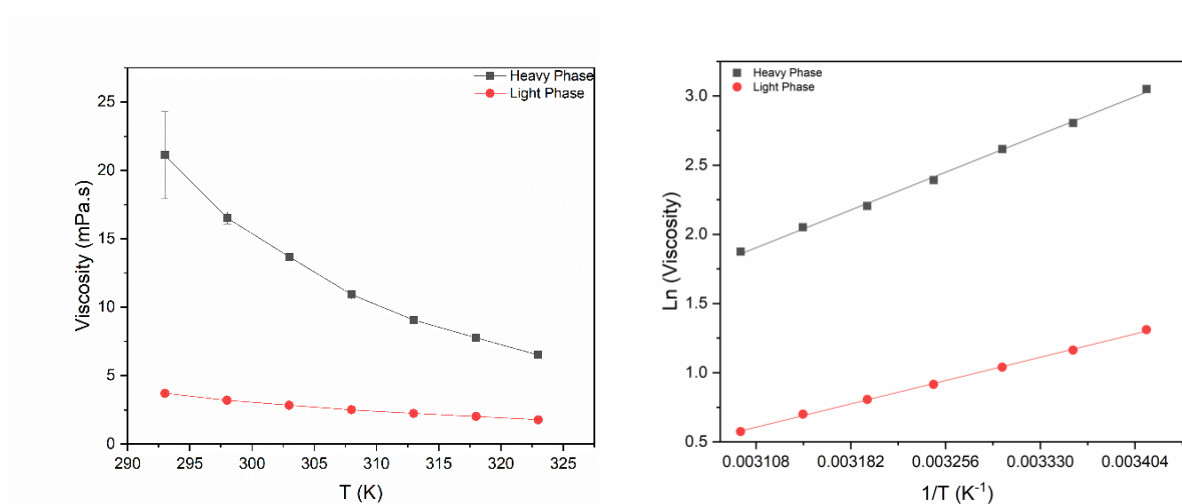 Heavy Phase
Light Phase
25
20
15
10
5
0
Viscosity (mPa.s)
290 295 300 305 310 315 320 325
T (K)
Heavy Phase
Light Phase
3.0
2.5
2.0
1.5
1.0
0.5
Ln (Viscosity)
0.003108 0.003182 0.003256 0.003330 0.003404
1/T (K⁻¹)